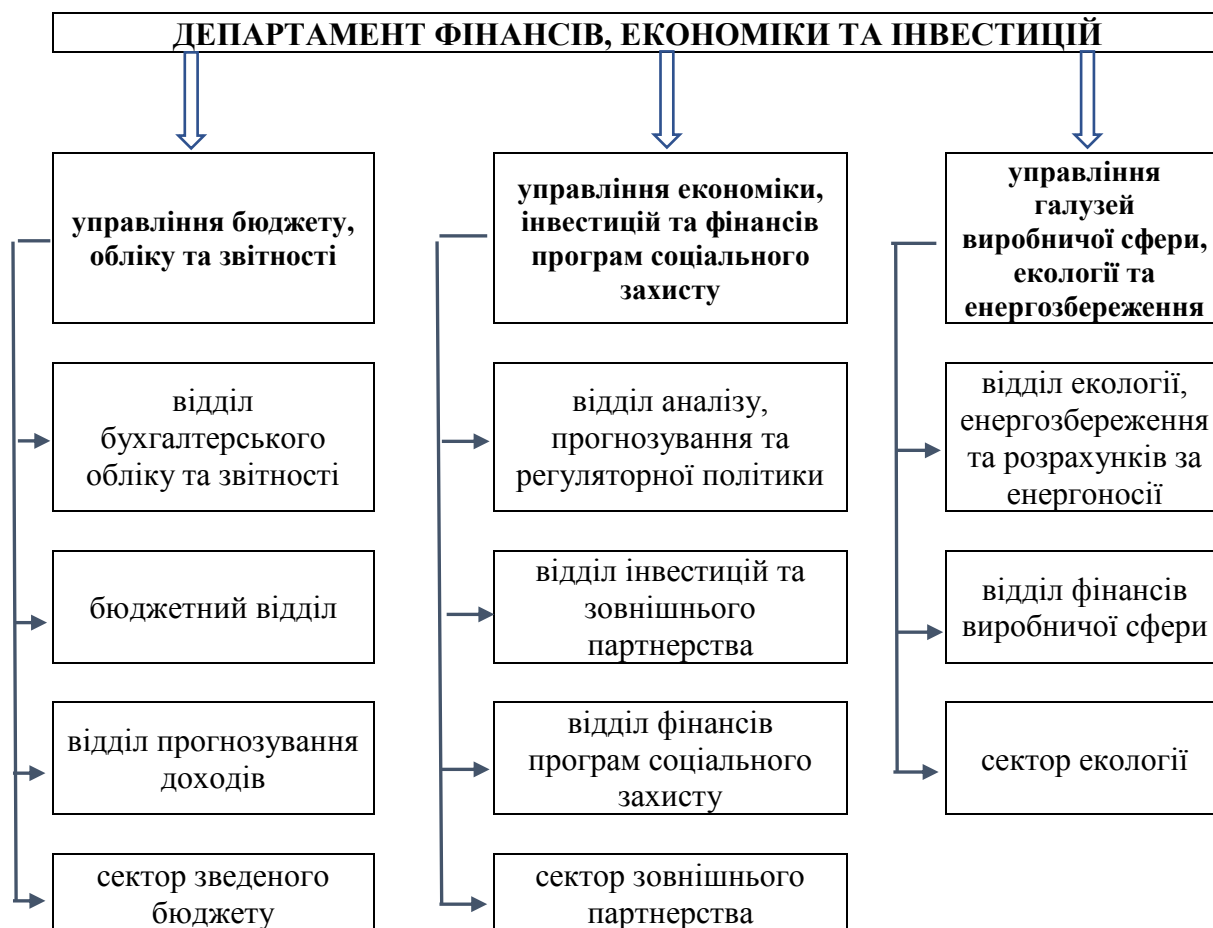 ДЕПАРТАМЕНТ ФІНАНСІВ, ЕКОНОМІКИ ТА ІНВЕСТИЦІЙ
управління бюджету,
обліку та звітності
управління економіки,
інвестицій та фінансів
програм соціального
захисту
управління
галузей
виробничої сфери,
екології та
енергозбереження
відділ
бухгалтерського
обліку та звітності
відділ аналізу,
прогнозування та
регуляторної політики
відділ екології,
енергозбереження
та розрахунків за
енергоносії
бюджетний відділ
відділ інвестицій та
зовнішнього
партнерства
відділ фінансів
виробничої сфери
відділ прогнозування
доходів
відділ фінансів
програм соціального
захисту
сектор екології
сектор зведеного
бюджету
сектор зовнішнього
партнерства